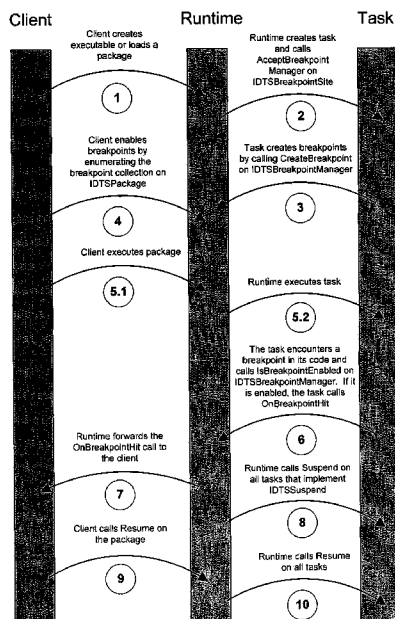 Client Runtime Task
Client creates
executable or loads a
package
1
Runtime creates task
and calls
AcceptBreakpoint
Manager on
IDTSBreakpointSite
2
Client enables
breakpoints by
enumerating the
breakpoint collection on
IDTSPackage
4
Task creates breakpoints
by calling CreateBreakpoint
on IDTSBreakpointManager
3
Client executes package
5.1
Runtime executes task
5.2
The task encounters a
breakpoint in its code and
calls IsBreakpointEnabled on
IDTSBreakpointManager. If it
is enabled, the task calls
OnBreakpointHit
6
Runtime forwards the
OnBreakpointHit call to
the client
7
Runtime calls Suspend on
all tasks that implement
IDTSSuspend
8
Client calls Resume on
the package
9
Runtime calls Resume
on all tasks
10